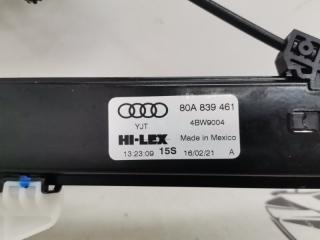 80A 839 461
YJT
4BW9004
HI-LEX
Made in Mexico
13:23:09
15S
16/02/21
A